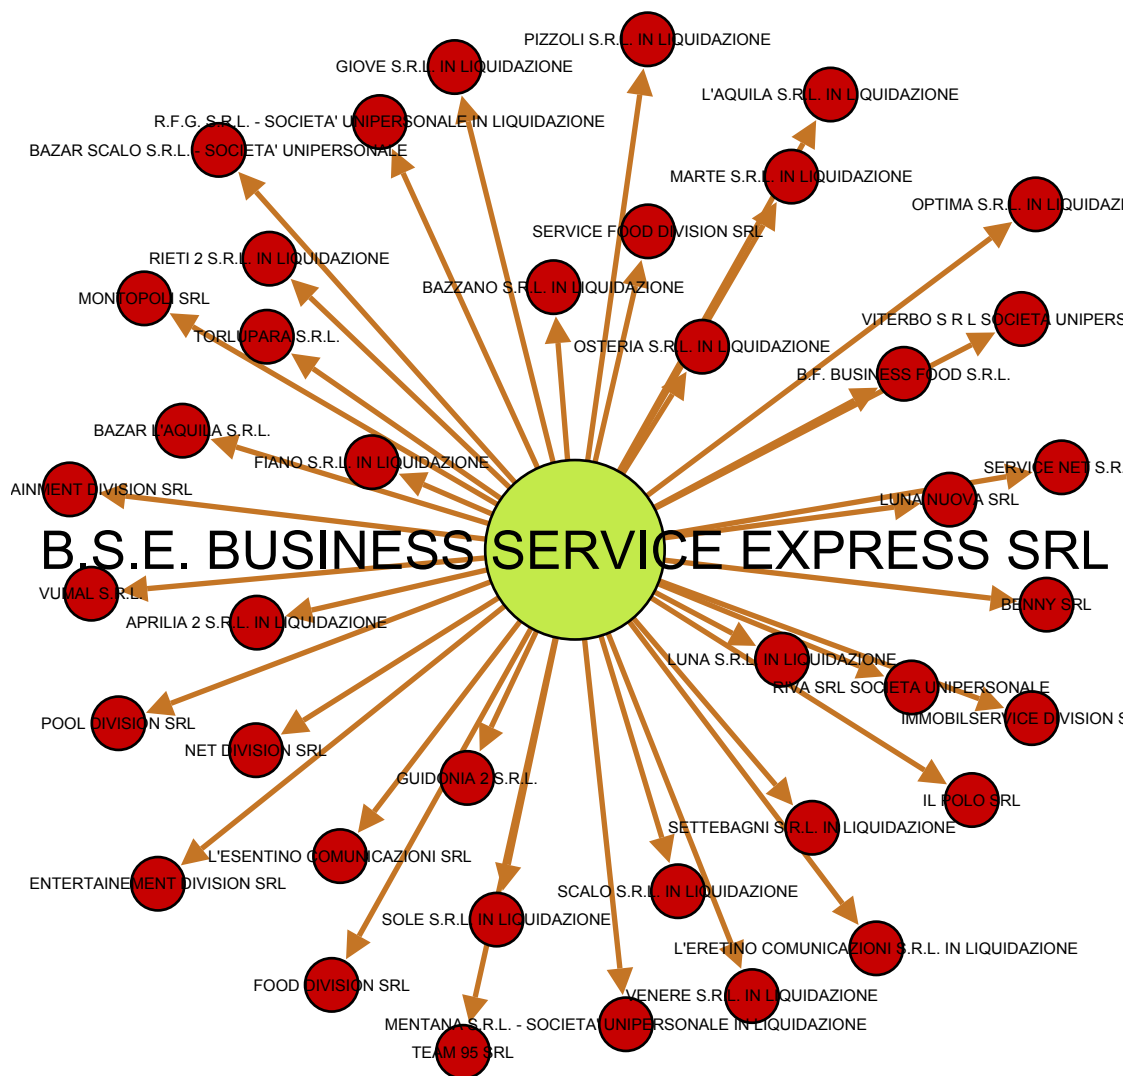 PIZZOLI S.R.L. IN LIQUIDAZIONE
GIOVE S.R.L. IN LIQUIDAZIONE
L'AQUILA S.R.L. IN LIQUIDAZIONE
R.F.G. S.R.L. - SOCIETA' UNIPERSONALE IN LIQUIDAZIONE
BAZAR SCALO S.R.L. - SOCIETA' UNIPERSONALE
MARTE S.R.L. IN LIQUIDAZIONE
OPTIMA S.R.L. IN LIQUIDAZI
SERVICE FOOD DIVISION SRL
RIETI 2 S.R.L. IN LIQUIDAZIONE
BAZZANO S.R.L. IN LIQUIDAZIONE
MONTOPOLI SRL
VITERBO S R L SOCIETA UNIPERS
TORLUPARA S.R.L.
OSTERIA S.R.L. IN LIQUIDAZIONE
B.F. BUSINESS FOOD S.R.L.
BAZAR L'AQUILA S.R.L.
FIANO S.R.L. IN LIQUIDAZIONE
SERVICE NET S.R.
AINMENT DIVISION SRL
LUNA NUOVA SRL
B.S.E. BUSINESS SERVICE EXPRESS SRL
VUMAL S.R.L.
BENNY SRL
APRILIA 2 S.R.L. IN LIQUIDAZIONE
LUNA S.R.L. IN LIQUIDAZIONE
RIVA SRL SOCIETA UNIPERSONALE
IMMOBILSERVICE DIVISION S
POOL DIVISION SRL
NET DIVISION SRL
GUIDONIA 2 S.R.L.
IL POLO SRL
SETTEBAGNI S.R.L. IN LIQUIDAZIONE
L'ESENTINO COMUNICAZIONI SRL
ENTERTAINEMENT DIVISION SRL
SCALO S.R.L. IN LIQUIDAZIONE
SOLE S.R.L. IN LIQUIDAZIONE
L'ERETINO COMUNICAZIONI S.R.L. IN LIQUIDAZIONE
FOOD DIVISION SRL
VENERE S.R.L. IN LIQUIDAZIONE
MENTANA S.R.L. - SOCIETA' UNIPERSONALE IN LIQUIDAZIONE
TEAM 95 SRL